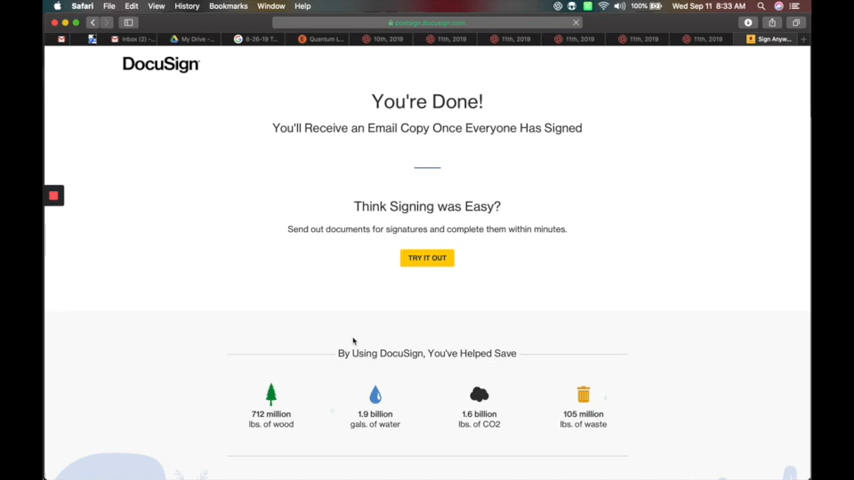 Safari File Edit View History Bookmarks Window Help 100% Wed Sep 11 8:33 AM
postsign.docusign.com
Inbox (2) -... My Drive -... 8-26-19 T... Quantum L... 10th, 2019 11th, 2019 11th, 2019 11th, 2019 11th, 2019 11th, 2019 Sign Anyw...
DocuSign
You're Done!
You'll Receive an Email Copy Once Everyone Has Signed
Think Signing was Easy?
Send out documents for signatures and complete them within minutes.
TRY IT OUT
By Using DocuSign, You've Helped Save
712 million 1.9 billion 1.6 billion 105 million
lbs. of wood gals. of water lbs. of CO2 lbs. of waste